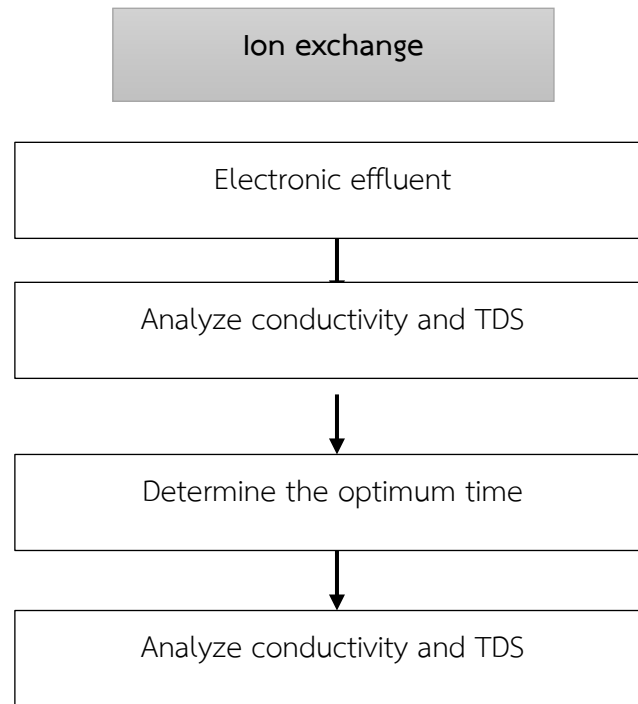 Ion exchange
Electronic effluent
Analyze conductivity and TDS
Determine the optimum time
Analyze conductivity and TDS